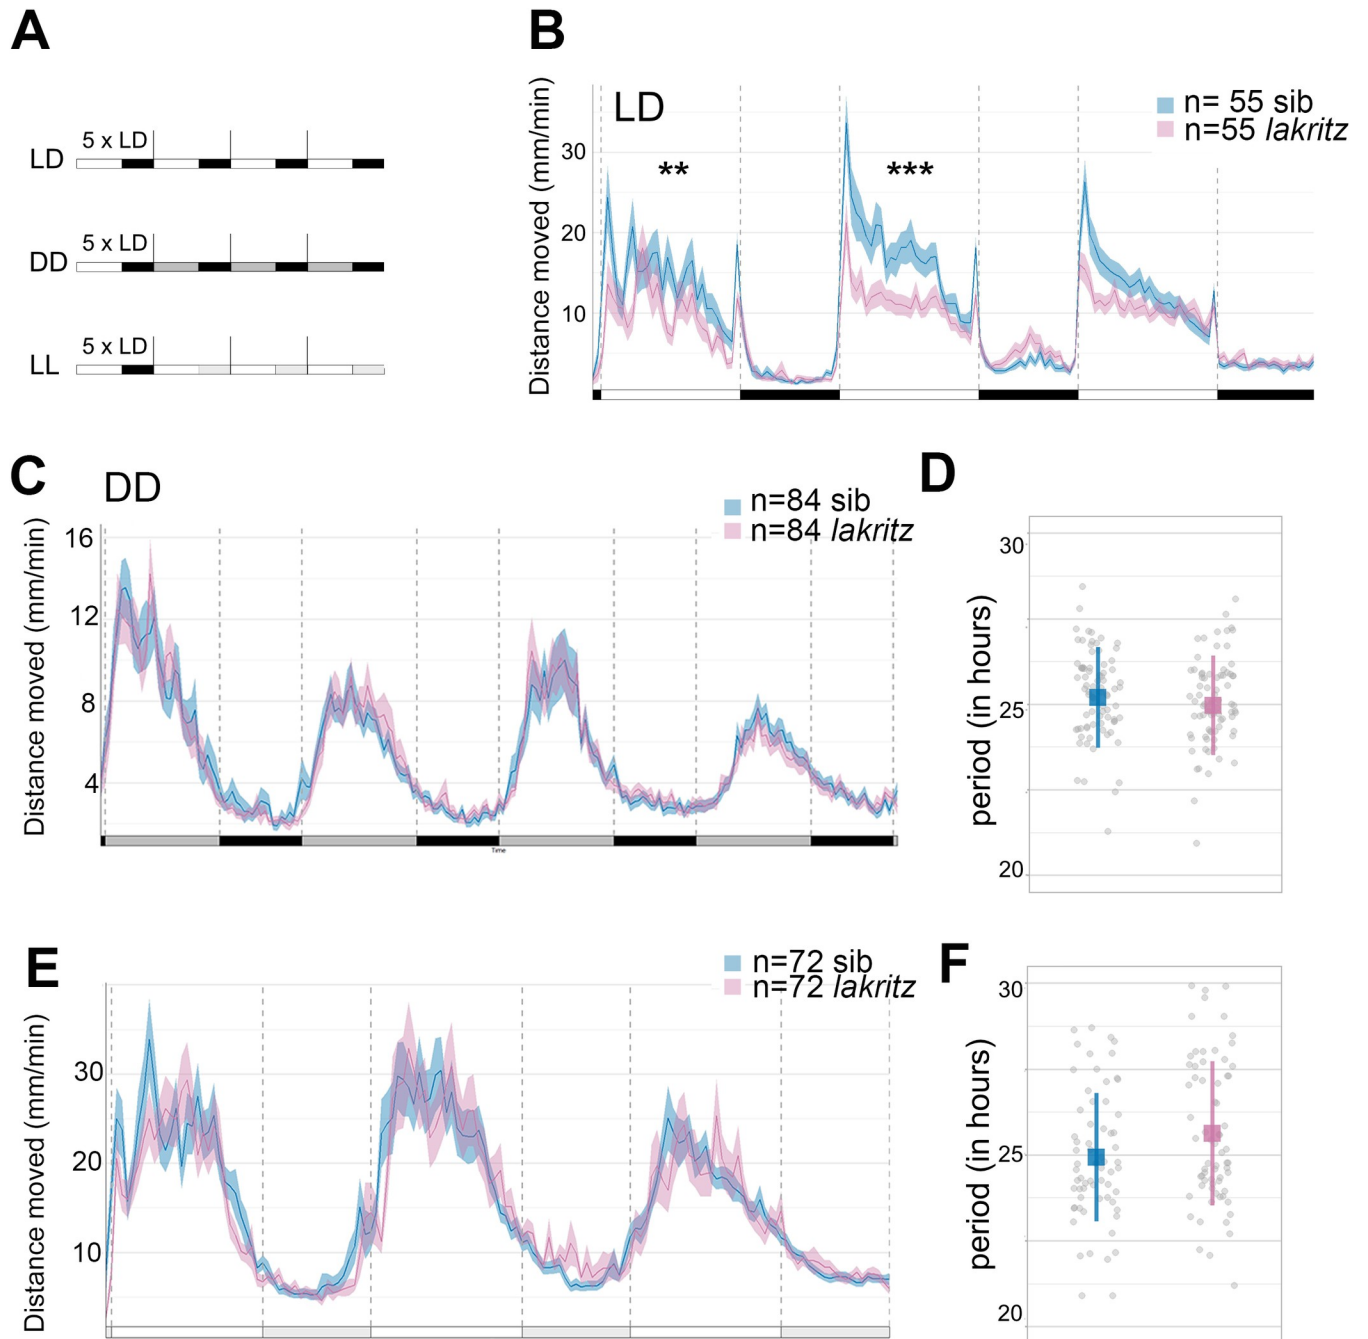 A
5 x LD
LD
5 x LD
DD
5 x LD
LL
B
LD
n= 55 sib
n=55 lakritz
**
***
Distance moved (mm/min)
30
20
10
C
DD
n=84 sib
n=84 lakritz
Distance moved (mm/min)
16
12
8
4
Time
D
period (in hours)
30
25
20
E
n=72 sib
n=72 lakritz
Distance moved (mm/min)
30
20
10
F
period (in hours)
30
25
20